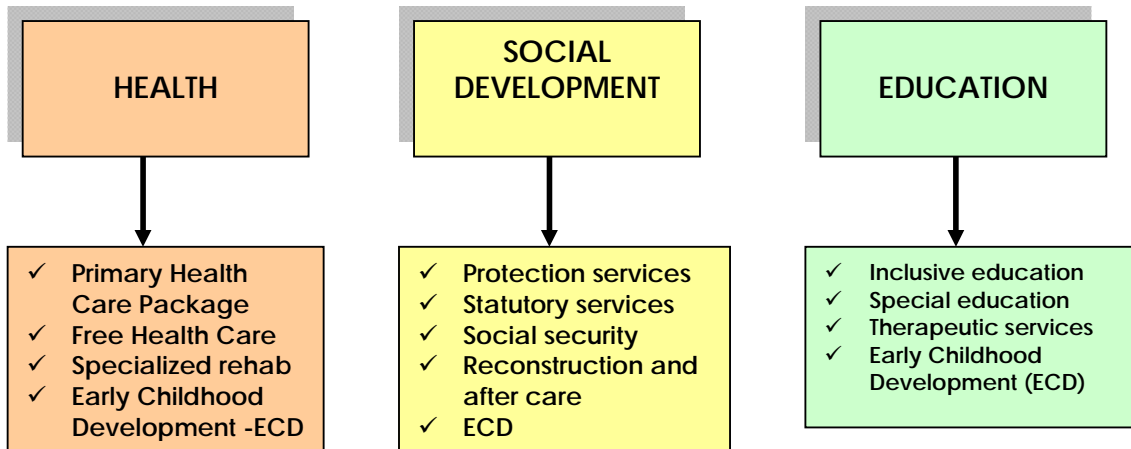 HEALTH
SOCIAL
DEVELOPMENT
EDUCATION
✓ Primary Health
Care Package
✓ Free Health Care
✓ Specialized rehab
✓ Early Childhood
Development -ECD
✓ Protection services
✓ Statutory services
✓ Social security
✓ Reconstruction and
after care
✓ ECD
✓ Inclusive education
✓ Special education
✓ Therapeutic services
✓ Early Childhood
Development (ECD)